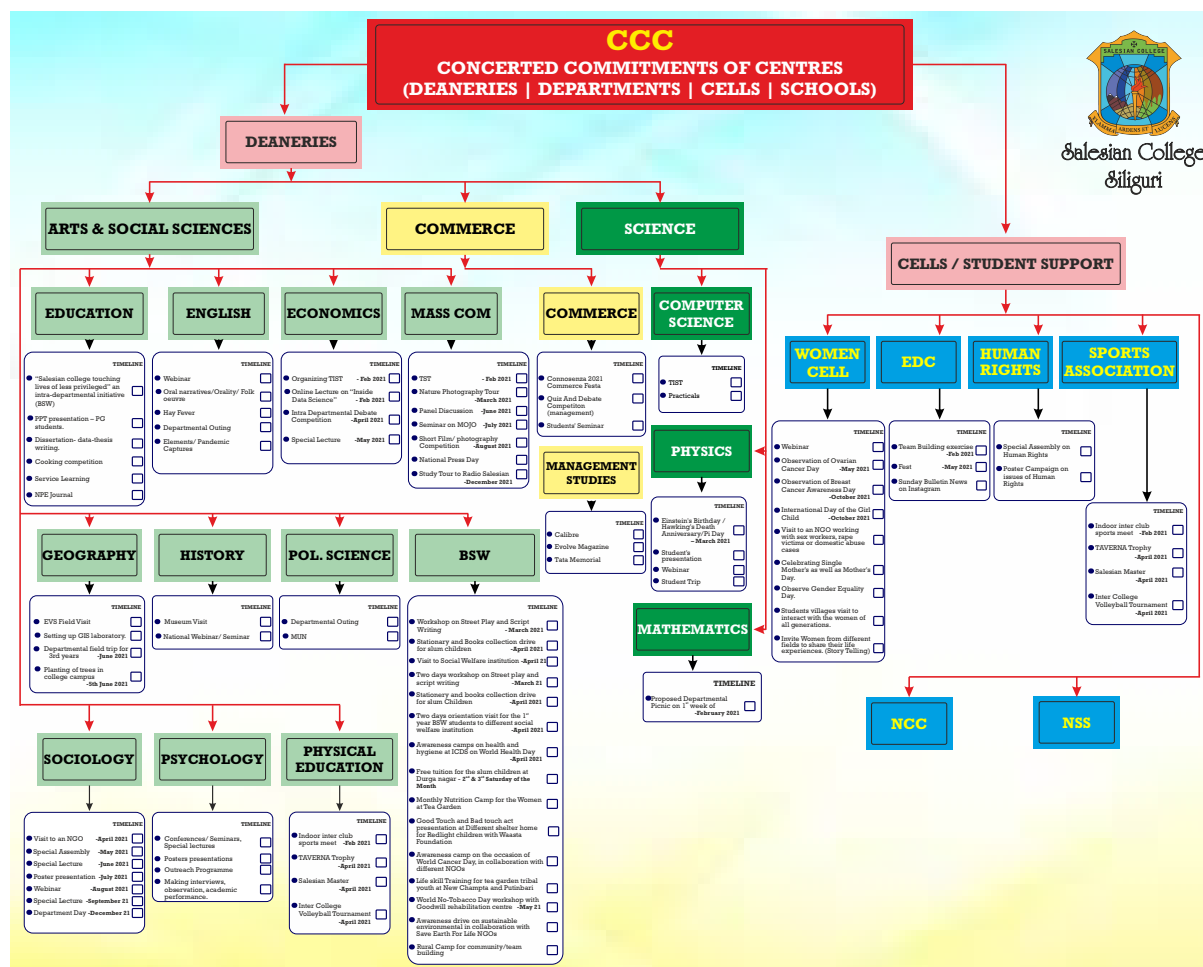 CCC
CONCERTED COMMITMENTS OF CENTRES
(DEANERIES | DEPARTMENTS | CELLS | SCHOOLS)
SALESIAN COLLEGE
ARDENS ET
Salesian College
Siliguri
DEANERIES
ARTS & SOCIAL SCIENCES
COMMERCE
SCIENCE
CELLS / STUDENT SUPPORT
EDUCATION
TIMELINE
"Salesian college touching
lives of less privileged" an
intra-departmental initiative
(BSW)
PPT presentation – PG
students.
Dissertation- data-thesis
writing.
Cooking competition
Service Learning
NPE Journal
ENGLISH
TIMELINE
Webinar
Oral narratives/Orality/ Folk
oeuvre
Hay Fever
Departmental Outing
Elements/ Pandemic
Captures
ECONOMICS
TIMELINE
Organizing TIST - Feb 2021
Online Lecture on "Inside
Data Science" - Feb 2021
Intra Departmental Debate
Competition -April 2021
Special Lecture -May 2021
MASS COM
TIMELINE
TST - Feb 2021
Nature Photography Tour
-March 2021
Panel Discussion -June 2021
Seminar on MOJO -July 2021
Short Film/ photography
Competition -August 2021
National Press Day
Study Tour to Radio Salesian
-December 2021
COMMERCE
TIMELINE
Connosenza 2021
Commerce Festa
Quiz And Debate
Competiton
(management)
Students' Seminar
MANAGEMENT
STUDIES
TIMELINE
Calibre
Evolve Magazine
Tata Memorial
COMPUTER
SCIENCE
TIMELINE
TIST
Practicals
PHYSICS
TIMELINE
Einstein's Birthday /
Hawking's Death
Anniversary/Pi Day
– March 2021
Student's
presentation
Webinar
Student Trip
MATHEMATICS
TIMELINE
Proposed Departmental
Picnic on 1st week of
-February 2021
WOMEN
CELL
TIMELINE
Webinar
Observation of Ovarian
Cancer Day -May 2021
Observation of Breast
Cancer Awareness Day
-October 2021
International Day of the Girl
Child -October 2021
Visit to an NGO working
with sex workers, rape
victims or domestic abuse
cases
Celebrating Single
Mother's as well as Mother's
Day.
Observe Gender Equality
Day.
Students villages visit to
interact with the women of
all generations.
Invite Women from different
fields to share their life
experiences. (Story Telling)
EDC
TIMELINE
Team Building exercise
-Feb 2021
Fest -May 2021
Sunday Bulletin News
on Instagram
HUMAN
RIGHTS
TIMELINE
Special Assembly on
Human Rights
Poster Campaign on
issues of Human
Rights
SPORTS
ASSOCIATION
TIMELINE
Indoor inter club
sports meet -Feb 2021
TAVERNA Trophy
-April 2021
Salesian Master
-April 2021
Inter College
Volleyball Tournament
-April 2021
NCC
NSS
GEOGRAPHY
TIMELINE
EVS Field Visit
Setting up GIS laboratory.
Departmental field trip for
3rd years -June 2021
Planting of trees in
college campus
-5th June 2021
HISTORY
TIMELINE
Museum Visit
National Webinar/ Seminar
POL. SCIENCE
TIMELINE
Departmental Outing
MUN
BSW
TIMELINE
Workshop on Street Play and Script
Writing - March 2021
Stationary and Books collection drive
for slum children -April 2021
Visit to Social Welfare institution -April 21
Two days workshop on Street play and
script writing -March 21
Stationery and books collection drive
for slum Children -April 2021
Two days orientation visit for the 1st
year BSW students to different social
welfare institution -April 2021
Awareness camps on health and
hygiene at ICDS on World Health Day
-April 2021
Free tuition for the slum children at
Durga nagar - 2nd & 3rd Saturday of the
Month
Monthly Nutrition Camp for the Women
at Tea Garden
Good Touch and Bad touch act
presentation at Different shelter home
for Redlight children with Waasta
Foundation
Awareness camp on the occasion of
World Cancer Day, in collaboration with
different NGOs
Life skill Training for tea garden tribal
youth at New Champta and Putinbari
World No-Tobacco Day workshop with
Goodwill rehabilitation centre -May 21
Awareness drive on sustainable
environmental in collaboration with
Save Earth For Life NGOs
Rural Camp for community/team
building
SOCIOLOGY
TIMELINE
Visit to an NGO -April 2021
Special Assembly -May 2021
Special Lecture -June 2021
Poster presentation -July 2021
Webinar -August 2021
Special Lecture -September 21
Department Day -December 21
PSYCHOLOGY
TIMELINE
Conferences/ Seminars,
Special lectures
Posters presentations
Outreach Programme
Making interviews,
observation, academic
performance.
PHYSICAL
EDUCATION
TIMELINE
Indoor inter club
sports meet -Feb 2021
TAVERNA Trophy
-April 2021
Salesian Master
-April 2021
Inter College
Volleyball Tournament
-April 2021